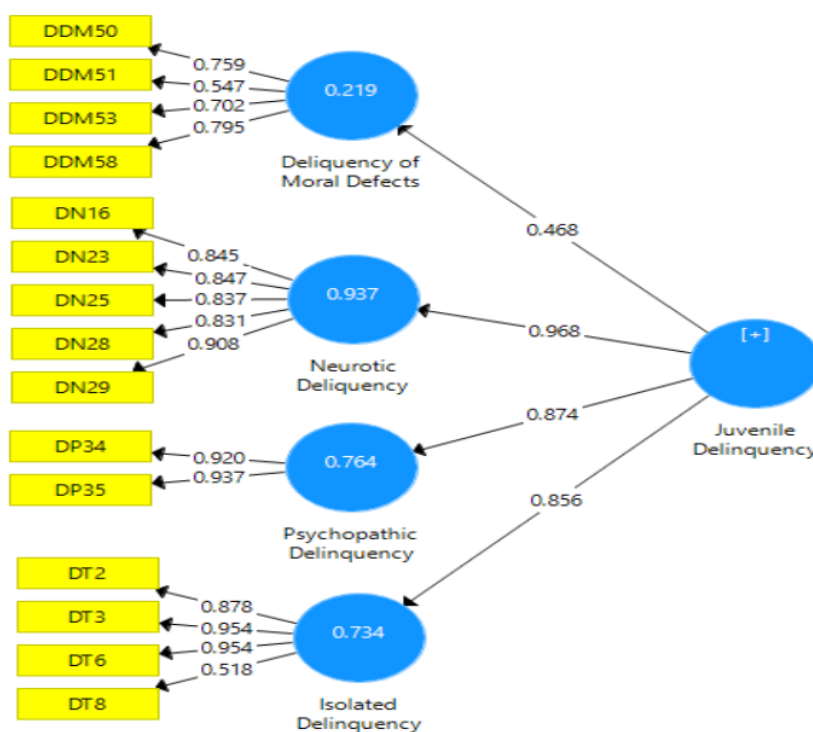 DDM50
DDM51
DDM53
DDM58
0.759
0.547
0.702
0.795
0.219
Deliquency of
Moral Defects
DN16
DN23
DN25
DN28
DN29
0.845
0.847
0.837
0.831
0.908
0.937
Neurotic
Deliquency
DP34
DP35
0.920
0.937
0.764
Psychopathic
Delinquency
DT2
DT3
DT6
DT8
0.878
0.954
0.954
0.518
0.734
Isolated
Delinquency
0.468
0.968
0.874
0.856
[+]
Juvenile
Delinquency